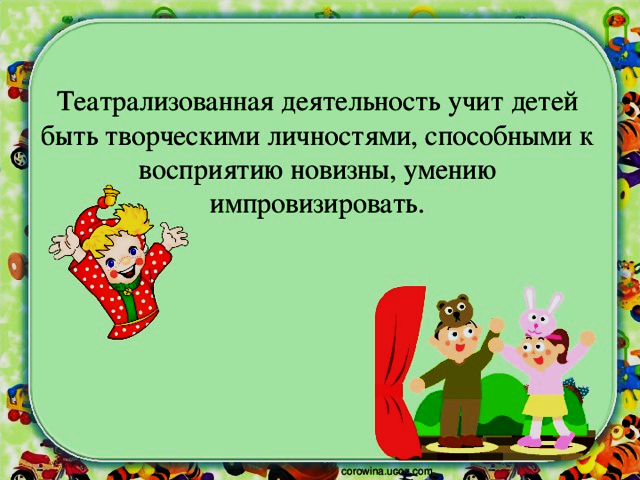 Театрализованная деятельность учит детей
быть творческими личностями, способными к
восприятию новизны, умению
импровизировать.
corowina.ucoz.com